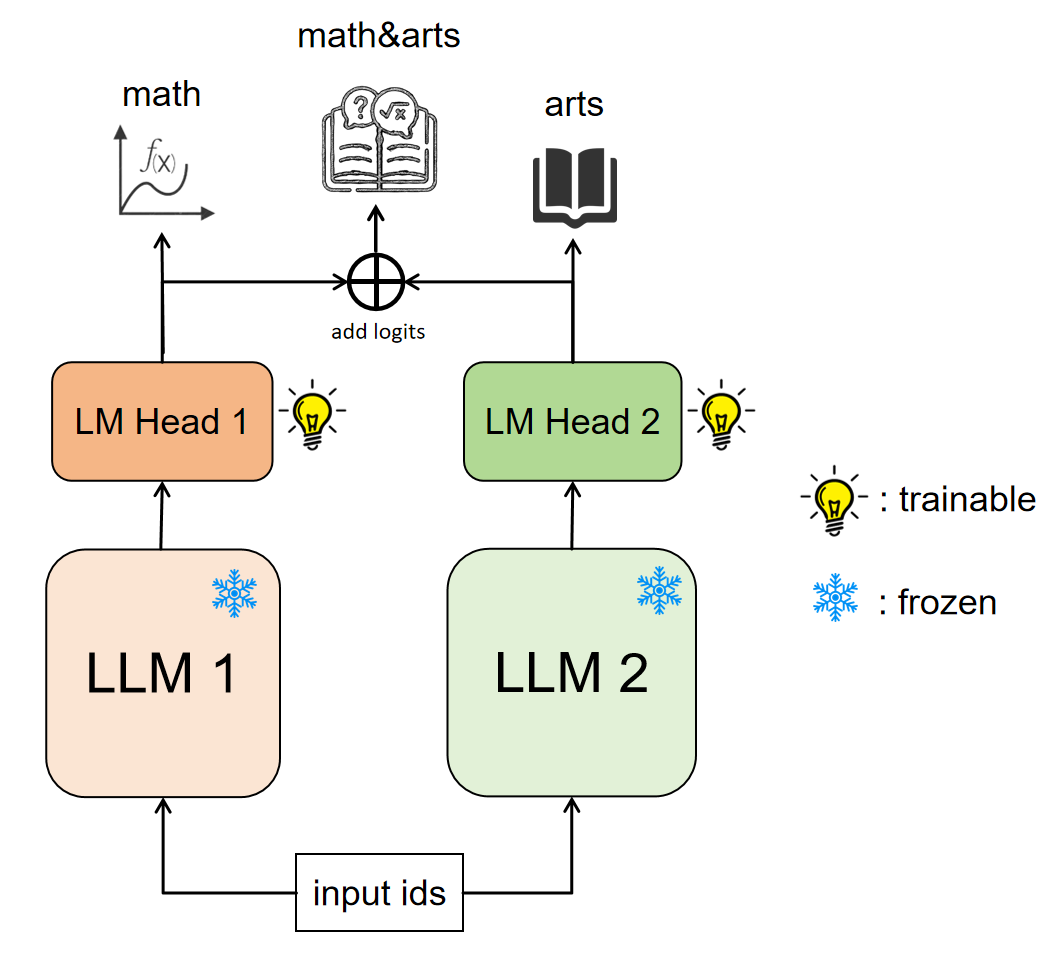 math&arts
math
arts
?
√x
f(x)
add logits
LM Head 1
LM Head 2
: trainable
: frozen
LLM 1
LLM 2
input ids